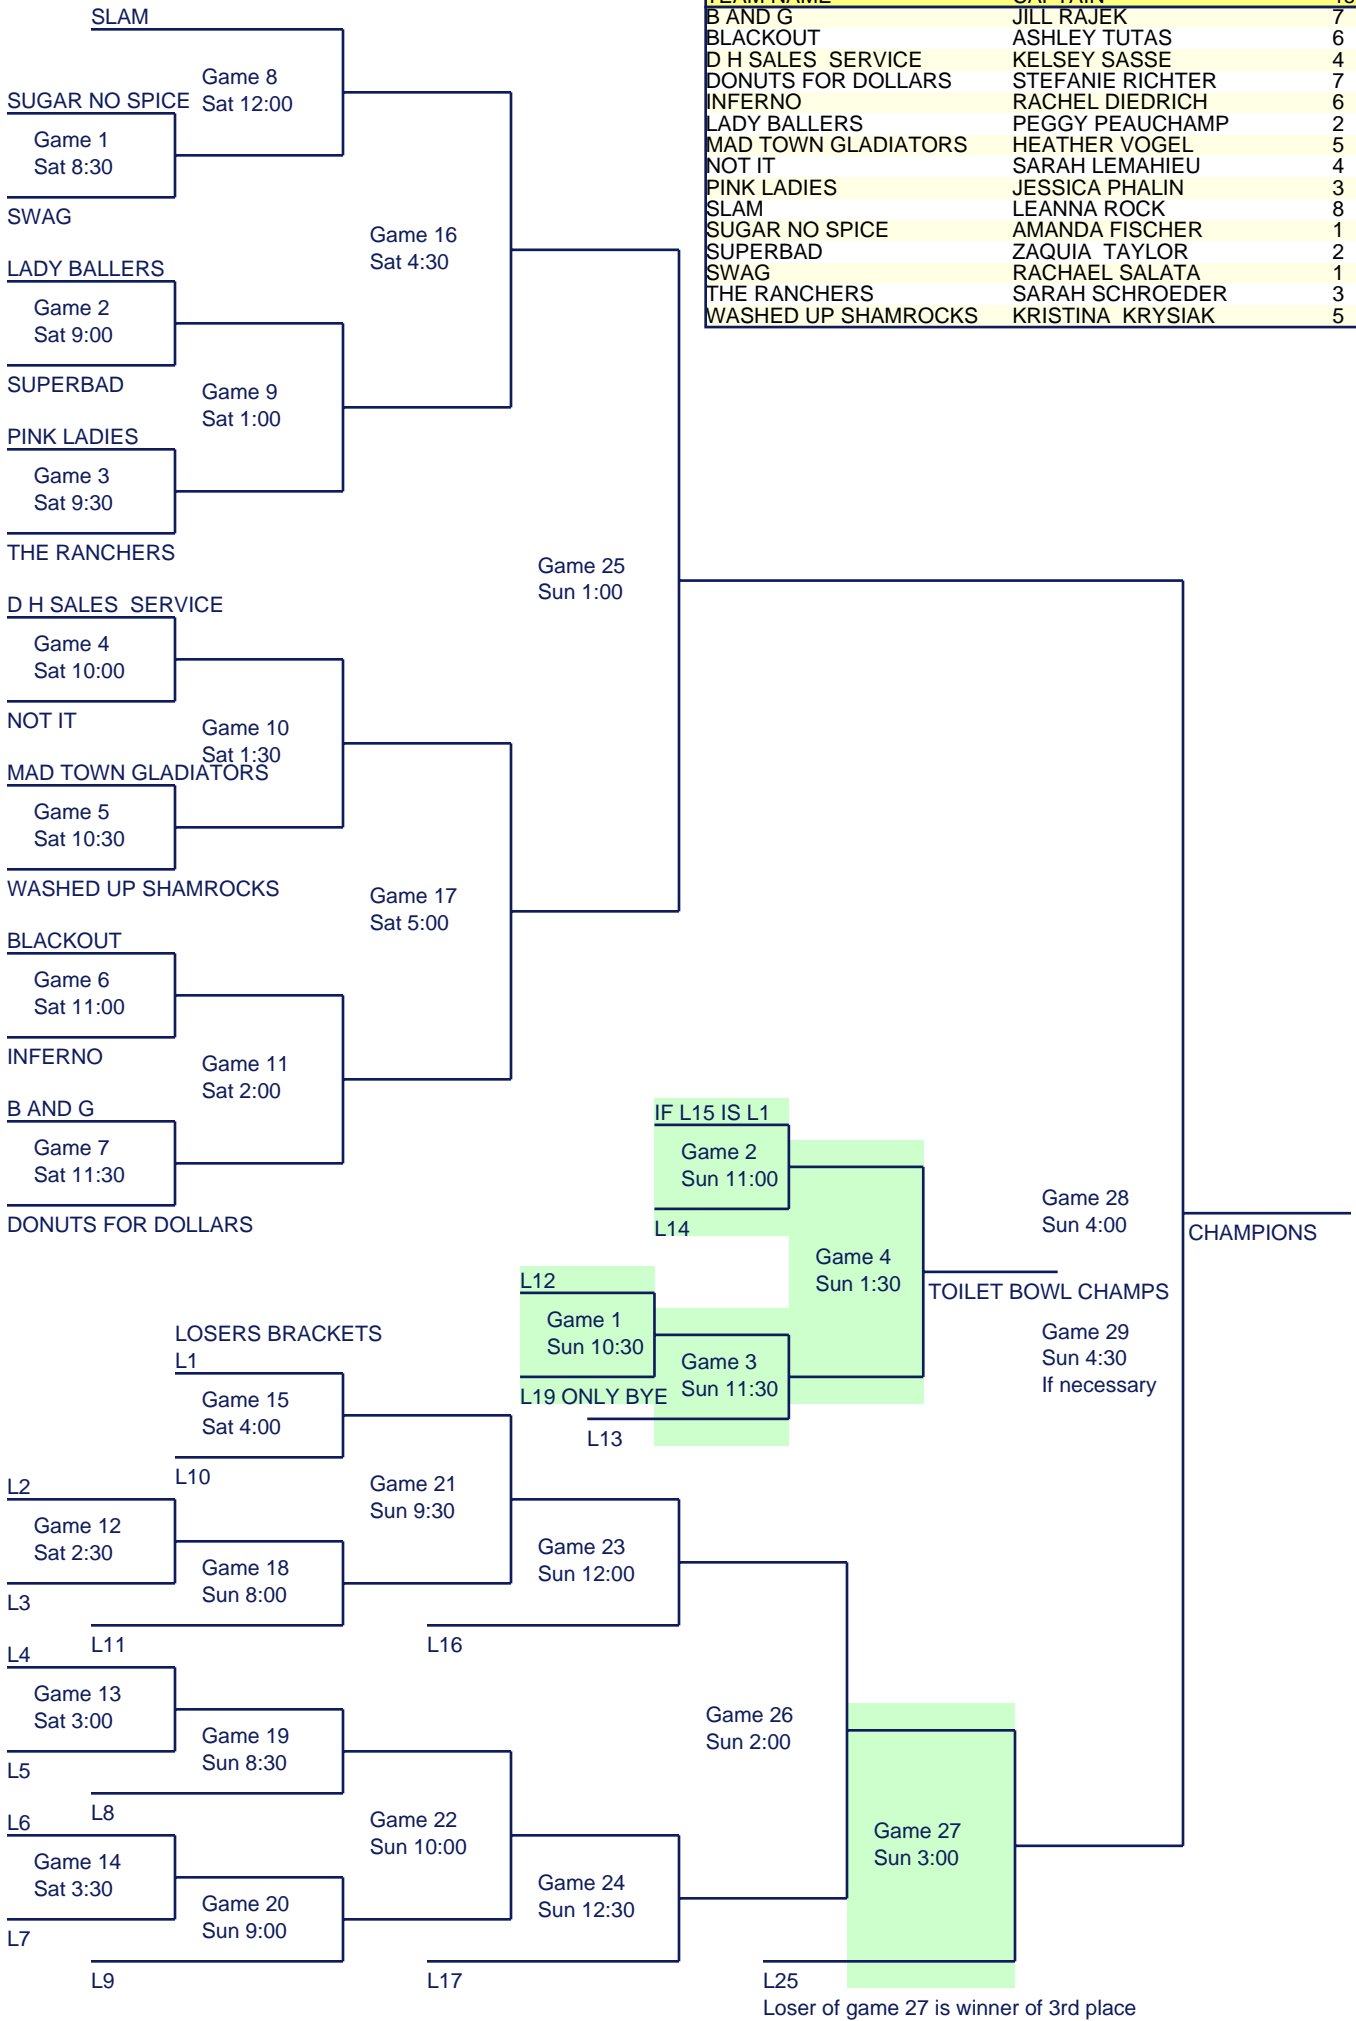 B AND G JILL RAJEK 7
BLACKOUT ASHLEY TUTAS 6
D H SALES  SERVICE KELSEY SASSE 4
DONUTS FOR DOLLARS STEFANIE RICHTER 7
INFERNO RACHEL DIEDRICH 6
LADY BALLERS PEGGY PEAUCHAMP 2
MAD TOWN GLADIATORS HEATHER VOGEL 5
NOT IT SARAH LEMAHIEU 4
PINK LADIES JESSICA PHALIN 3
SLAM LEANNA ROCK 8
SUGAR NO SPICE AMANDA FISCHER 1
SUPERBAD ZAQUIA  TAYLOR 2
SWAG RACHAEL SALATA 1
THE RANCHERS SARAH SCHROEDER 3
WASHED UP SHAMROCKS KRISTINA  KRYSIAK 5
SLAM
Game 8
Sat 12:00
SUGAR NO SPICE
Game 1
Sat 8:30
SWAG
Game 16
Sat 4:30
LADY BALLERS
Game 2
Sat 9:00
SUPERBAD
Game 9
Sat 1:00
PINK LADIES
Game 3
Sat 9:30
THE RANCHERS
Game 25
Sun 1:00
D H SALES  SERVICE
Game 4
Sat 10:00
NOT IT
Game 10
Sat 1:30
MAD TOWN GLADIATORS
Game 5
Sat 10:30
WASHED UP SHAMROCKS
Game 17
Sat 5:00
BLACKOUT
Game 6
Sat 11:00
INFERNO
Game 11
Sat 2:00
B AND G
Game 7
Sat 11:30
DONUTS FOR DOLLARS
IF L15 IS L1
Game 2
Sun 11:00
L14
Game 4
Sun 1:30
L12
Game 1
Sun 10:30
L19 ONLY BYE
Game 3
Sun 11:30
L13
TOILET BOWL CHAMPS
Game 28
Sun 4:00
CHAMPIONS
Game 29
Sun 4:30
If necessary
LOSERS BRACKETS
L1
Game 15
Sat 4:00
L10
Game 21
Sun 9:30
L2
Game 12
Sat 2:30
L3
Game 18
Sun 8:00
L11
Game 23
Sun 12:00
L16
L4
Game 13
Sat 3:00
L5
Game 19
Sun 8:30
L8
Game 26
Sun 2:00
L6
Game 14
Sat 3:30
L7
Game 22
Sun 10:00
Game 20
Sun 9:00
L9
Game 24
Sun 12:30
L17
Game 27
Sun 3:00
L25
Loser of game 27 is winner of 3rd place